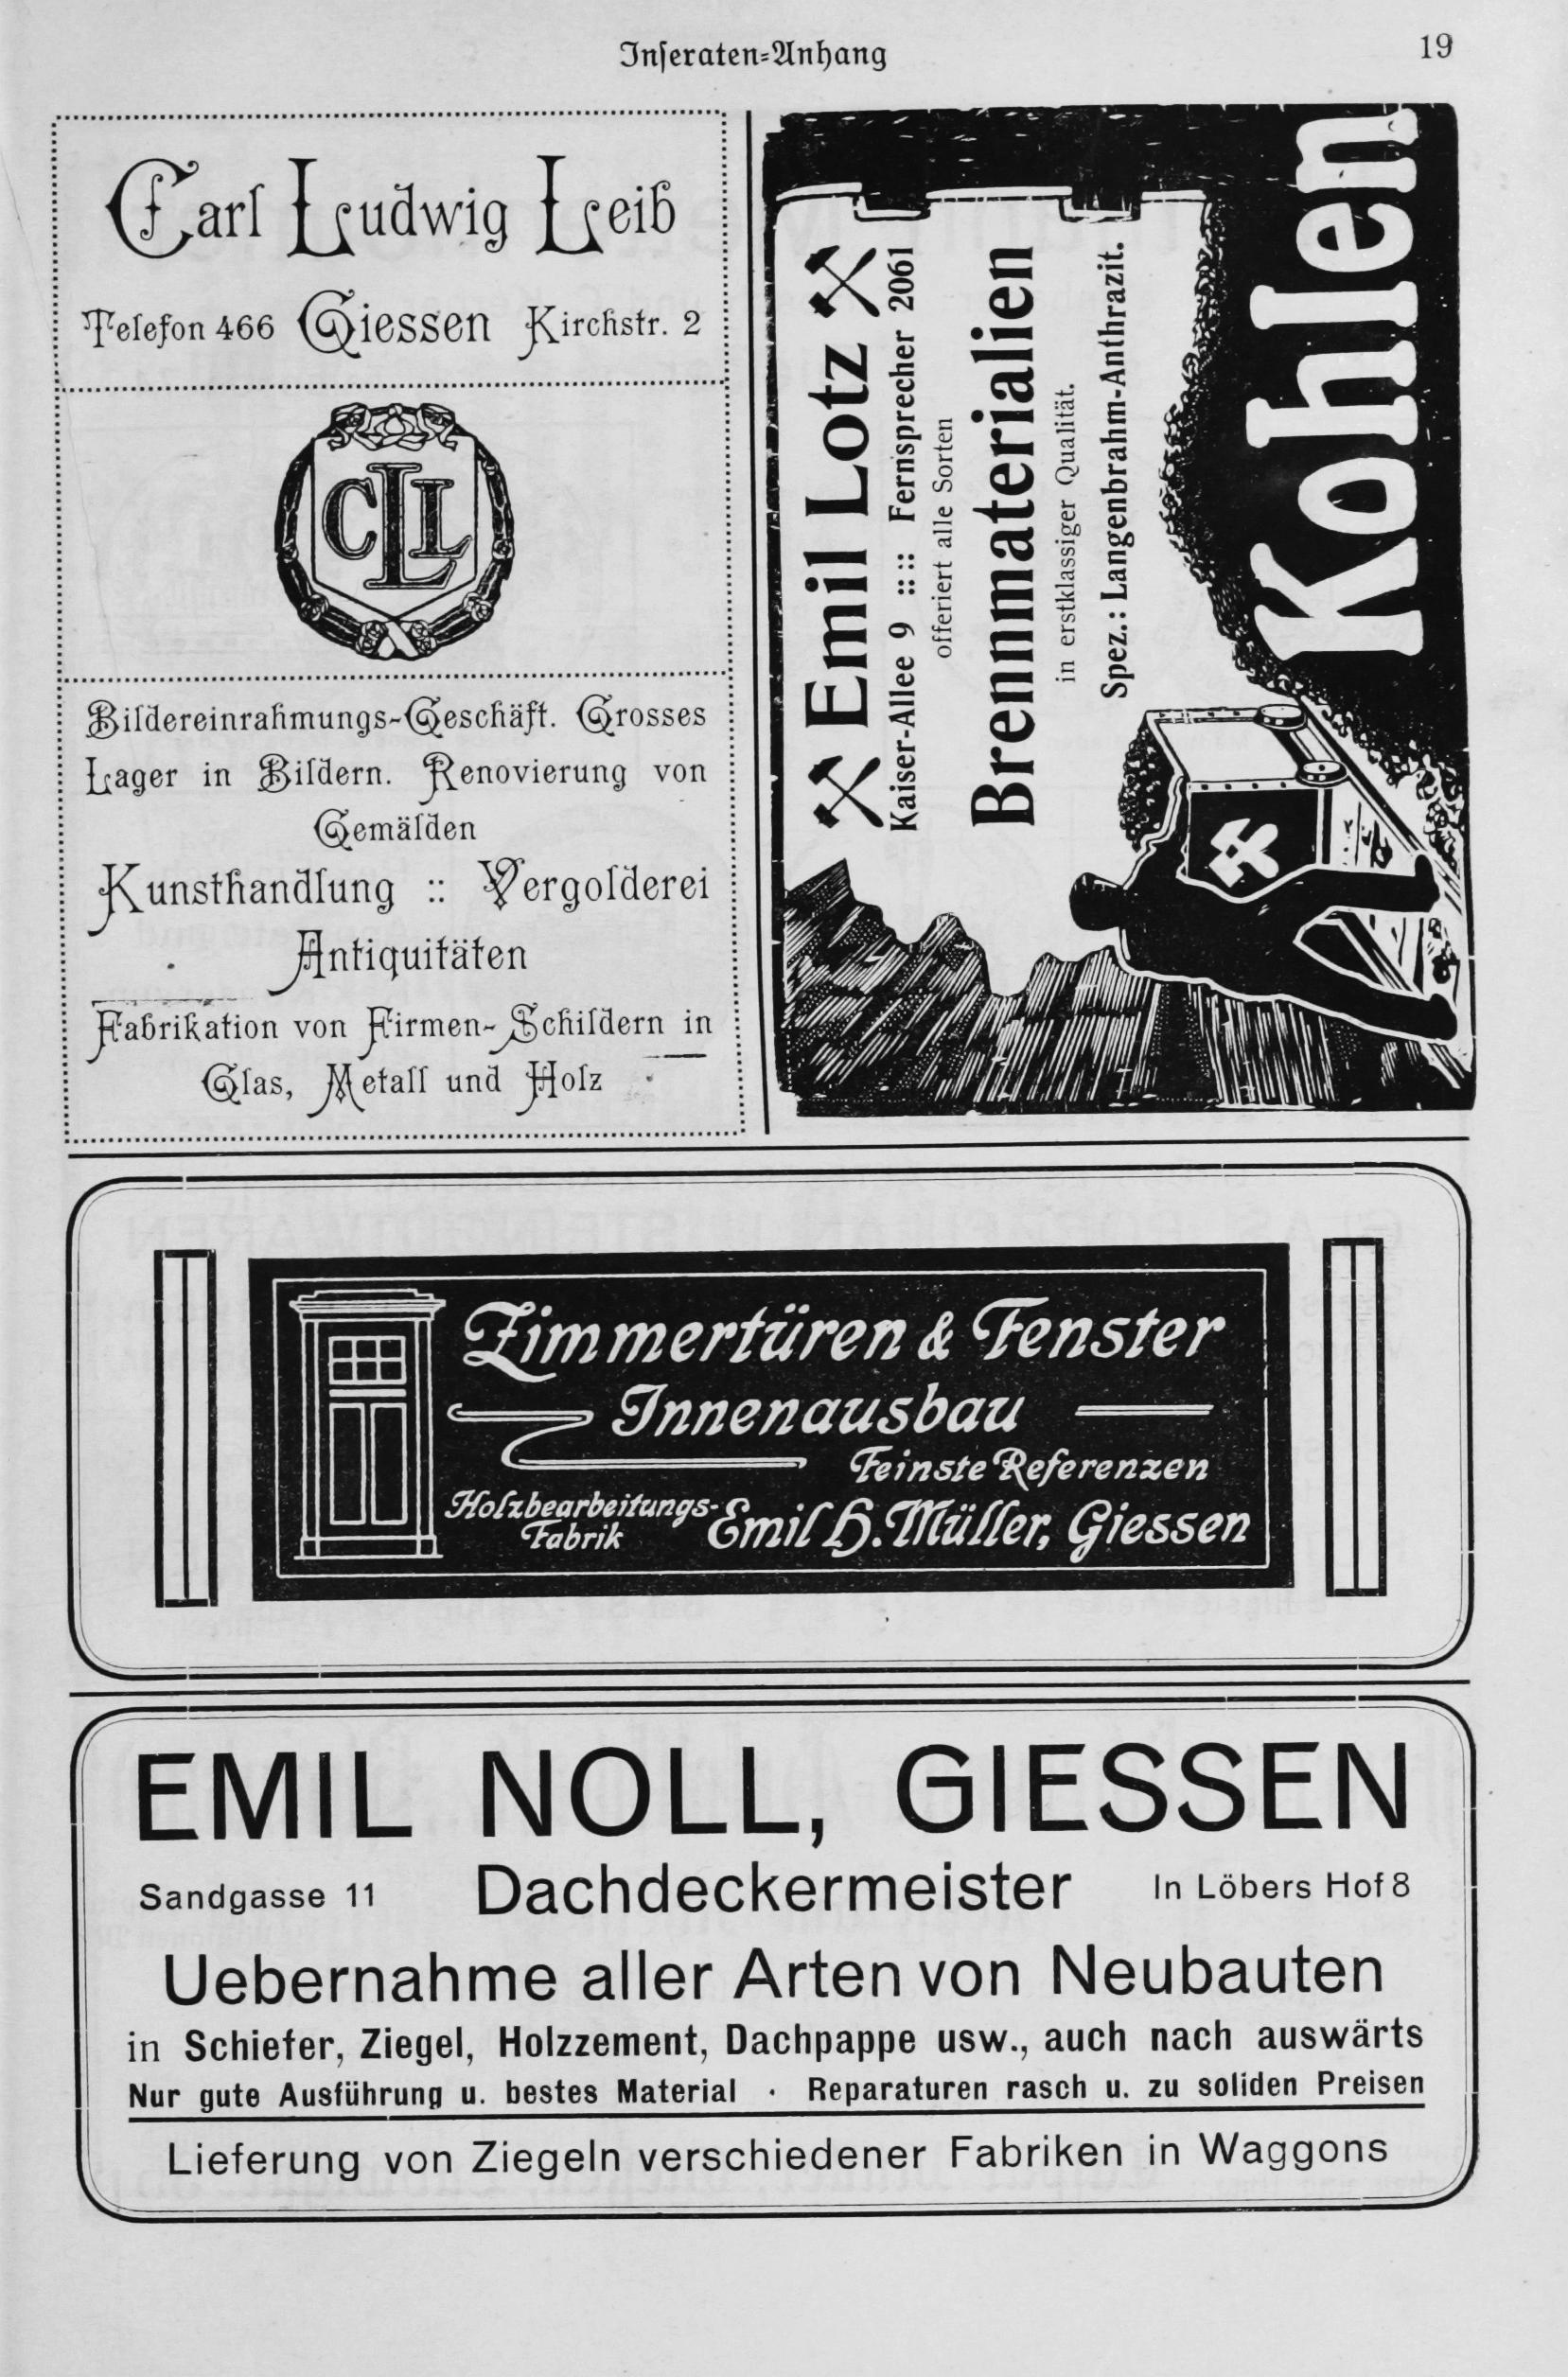 Inseraten=Anhang
19
Carl Ludwig Leib
Telefon 466 Giessen Kirchstr. 2
CLL
Bildereinrahmungs-Geschäft. Grosses
Lager in Bildern. Renovierung von
Gemälden
Kunsthandlung :: Vergolderei
Antiquitäten
Fabrikation von Firmen-Schildern in
Glas, Metall und Holz
Emil Lotz
Kaiser-Allee 9 :: :: Fernsprecher 2061
offeriert alle Sorten
Brennmaterialien
in erstklassiger Qualität.
Spez.: Langenbrahm-Anthrazit.
Kohlen
Zimmertüren & Fenster
Innenausbau
Feinste Referenzen
Holzbearbeitungs-
Fabrik
Emil H. Müller, Giessen
EMIL NOLL, GIESSEN
Sandgasse 11 Dachdeckermeister In Löbers Hof 8
Uebernahme aller Arten von Neubauten
in Schiefer, Ziegel, Holzzement, Dachpappe usw., auch nach auswärts
Nur gute Ausführung u. bestes Material · Reparaturen rasch u. zu soliden Preisen
Lieferung von Ziegeln verschiedener Fabriken in Waggons